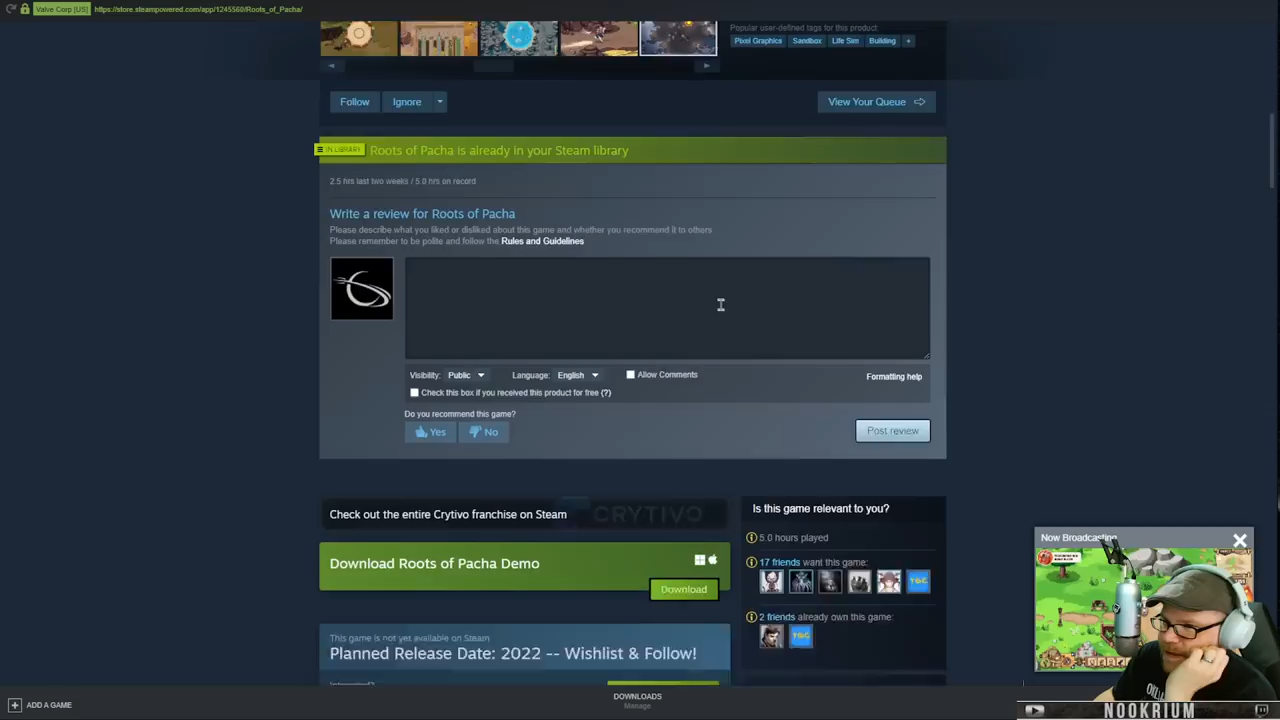 Valve Corp [US] https://store.steampowered.com/app/1245560/Roots_of_Pacha/
Popular user-defined tags for this product:
Pixel Graphics Sandbox Life Sim Building +
Follow Ignore View Your Queue
IN LIBRARY Roots of Pacha is already in your Steam library
2.5 hrs last two weeks / 5.0 hrs on record
Write a review for Roots of Pacha
Please describe what you liked or disliked about this game and whether you recommend it to others
Please remember to be polite and follow the Rules and Guidelines
Visibility: Public Language: English Allow Comments Formatting help
Check this box if you received this product for free (?)
Do you recommend this game?
Yes No Post review
Check out the entire Crytivo franchise on Steam CRYTIVO
Is this game relevant to you?
5.0 hours played
Download Roots of Pacha Demo
Download
17 friends want this game:
2 friends already own this game:
This game is not yet available on Steam
Planned Release Date: 2022 -- Wishlist & Follow!
Now Broadcasting
ADD A GAME
DOWNLOADS
Manage
NOOKRIUM